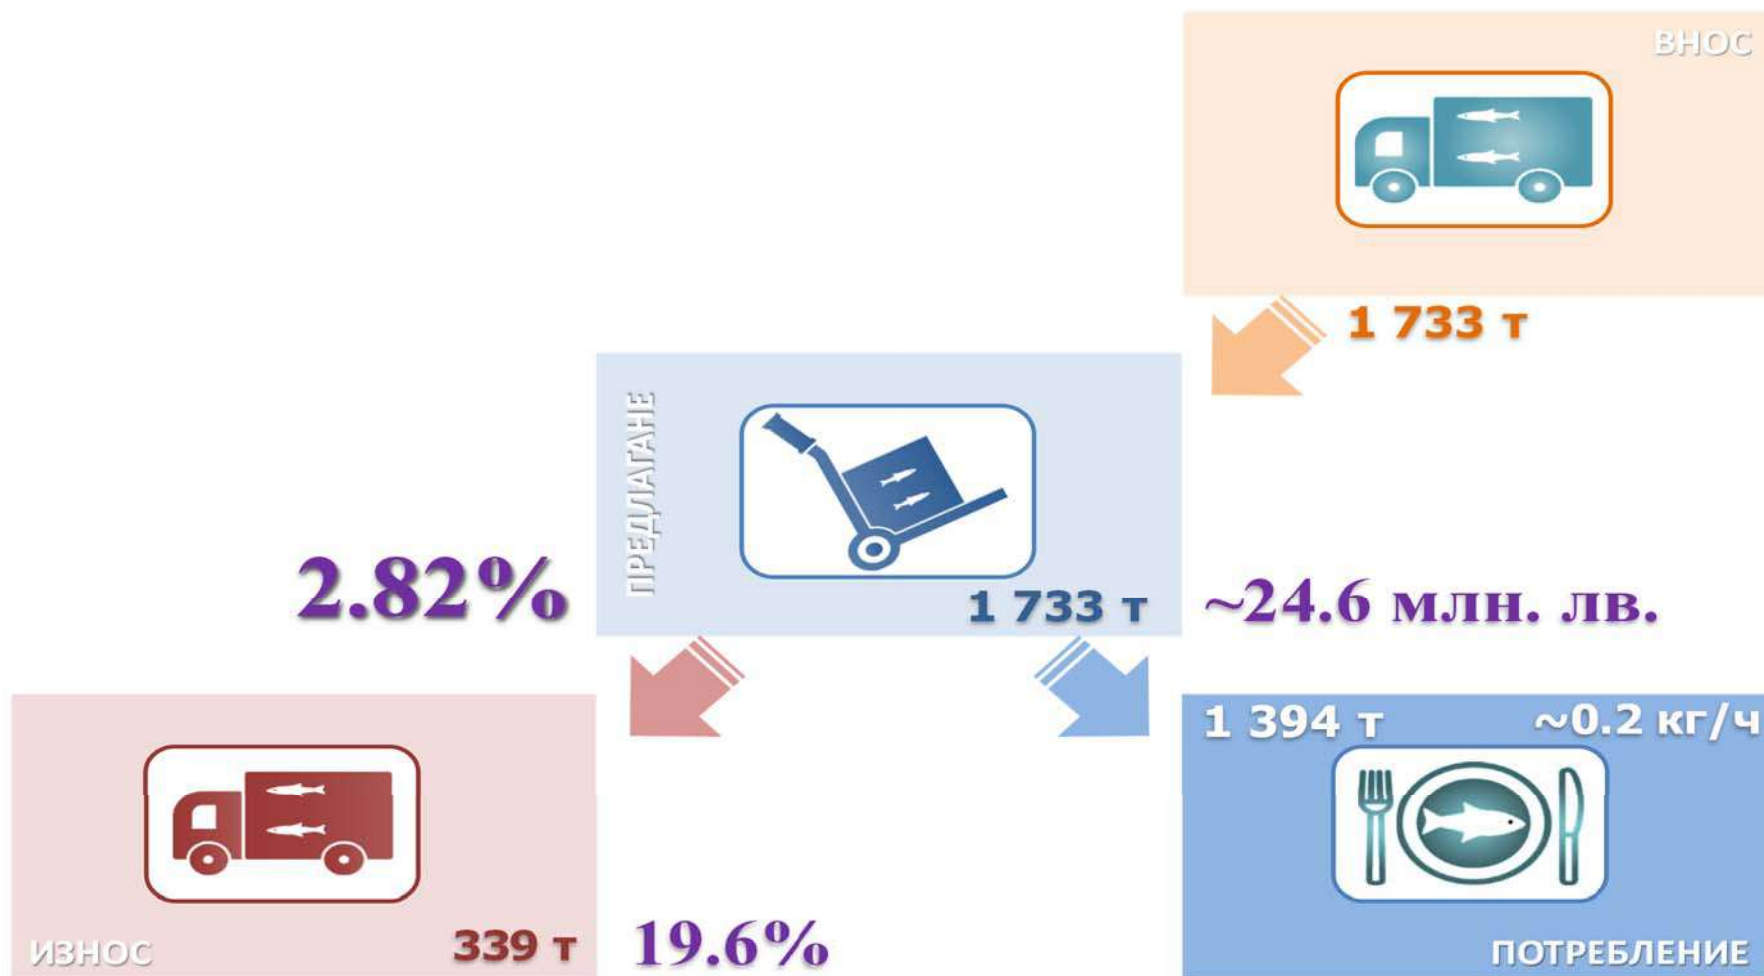 ВНОС
1 733 т
ПРЕДЛАГАНЕ
2.82%
1 733 т
~24.6 млн. лв.
1 394 т
~0.2 кг/ч
ИЗНОС
339 т
19.6%
ПОТРЕБЛЕНИЕ